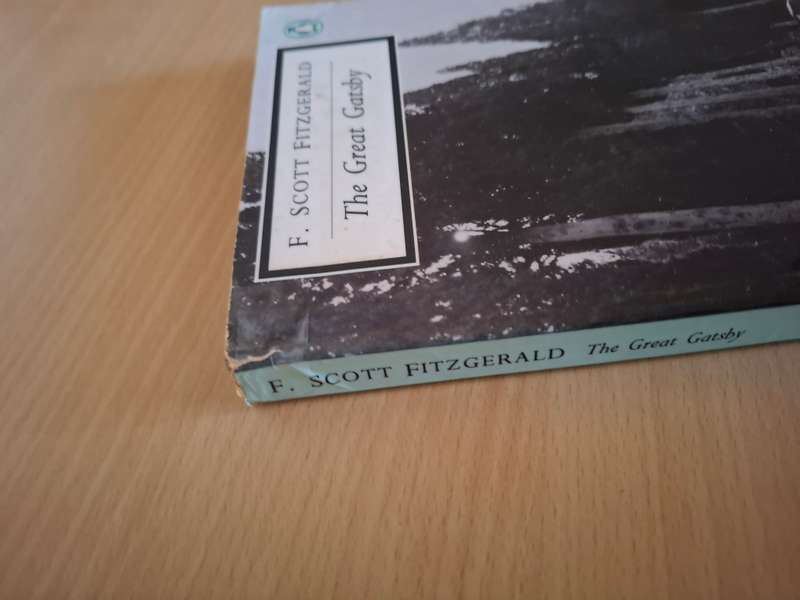 F. SCOTT FITZGERALD
The Great Gatsby
F. SCOTT FITZGERALD The Great Gatsby